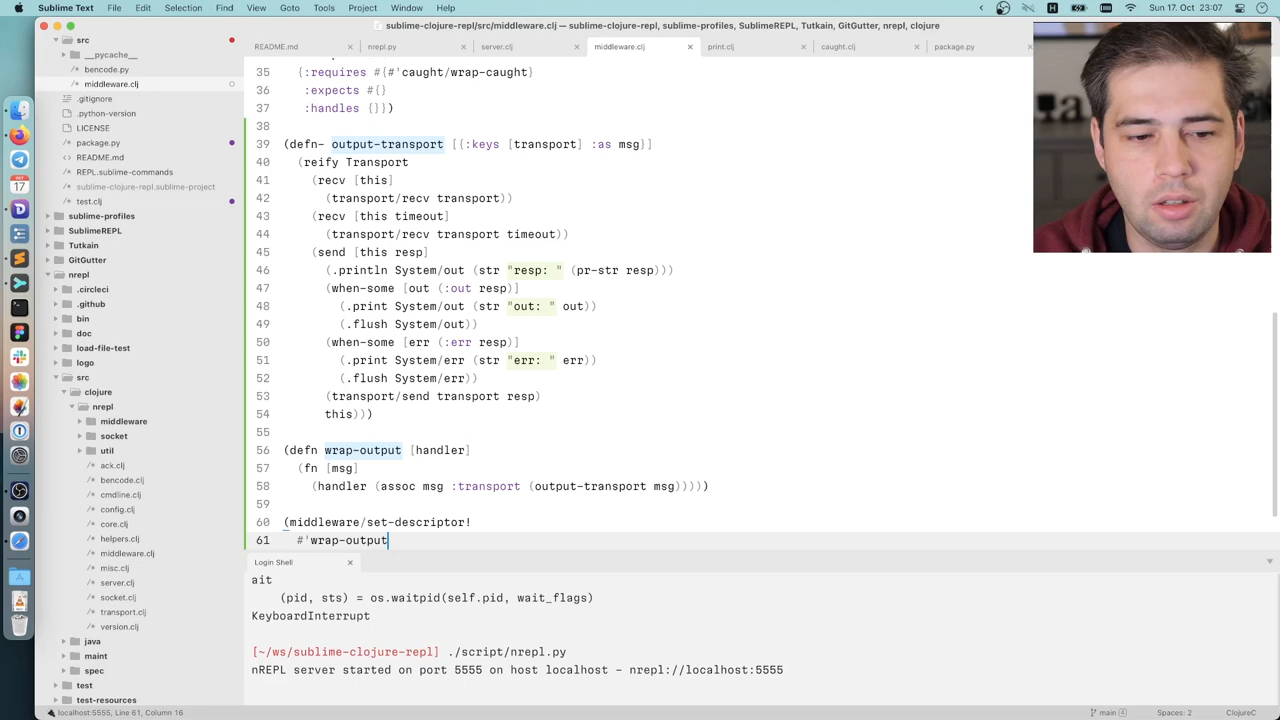 Sublime Text File Edit Selection Find View Goto Tools Project Window Help
Sun 17. Oct 23:07
sublime-clojure-repl/src/middleware.clj — sublime-clojure-repl, sublime-profiles, SublimeREPL, Tutkain, GitGutter, nrepl, clojure
README.md nrepl.py server.clj middleware.clj print.clj caught.clj package.py
src
__pycache__
bencode.py
middleware.clj
.gitignore
.python-version
LICENSE
package.py
README.md
REPL.sublime-commands
sublime-clojure-repl.sublime-project
test.clj
sublime-profiles
SublimeREPL
Tutkain
GitGutter
nrepl
.circleci
.github
bin
doc
load-file-test
logo
src
clojure
nrepl
middleware
socket
util
ack.clj
bencode.clj
cmdline.clj
config.clj
core.clj
helpers.clj
middleware.clj
misc.clj
server.clj
socket.clj
transport.clj
version.clj
java
maint
spec
test
test-resources
35 {:requires #{#'caught/wrap-caught}
36 :expects #{}
37 :handles {}})
38
39 (defn- output-transport [{:keys [transport] :as msg}]
40 (reify Transport
41 (recv [this]
42 (transport/recv transport))
43 (recv [this timeout]
44 (transport/recv transport timeout))
45 (send [this resp]
46 (.println System/out (str "resp: " (pr-str resp)))
47 (when-some [out (:out resp)]
48 (.print System/out (str "out: " out))
49 (.flush System/out))
50 (when-some [err (:err resp)]
51 (.print System/err (str "err: " err))
52 (.flush System/err))
53 (transport/send transport resp)
54 this)))
55
56 (defn wrap-output [handler]
57 (fn [msg]
58 (handler (assoc msg :transport (output-transport msg)))))
59
60 (middleware/set-descriptor!
61 #'wrap-output
Login Shell
ait
(pid, sts) = os.waitpid(self.pid, wait_flags)
KeyboardInterrupt
[~/ws/sublime-clojure-repl] ./script/nrepl.py
nREPL server started on port 5555 on host localhost - nrepl://localhost:5555
localhost:5555, Line 61, Column 16
main 4
Spaces: 2
ClojureC